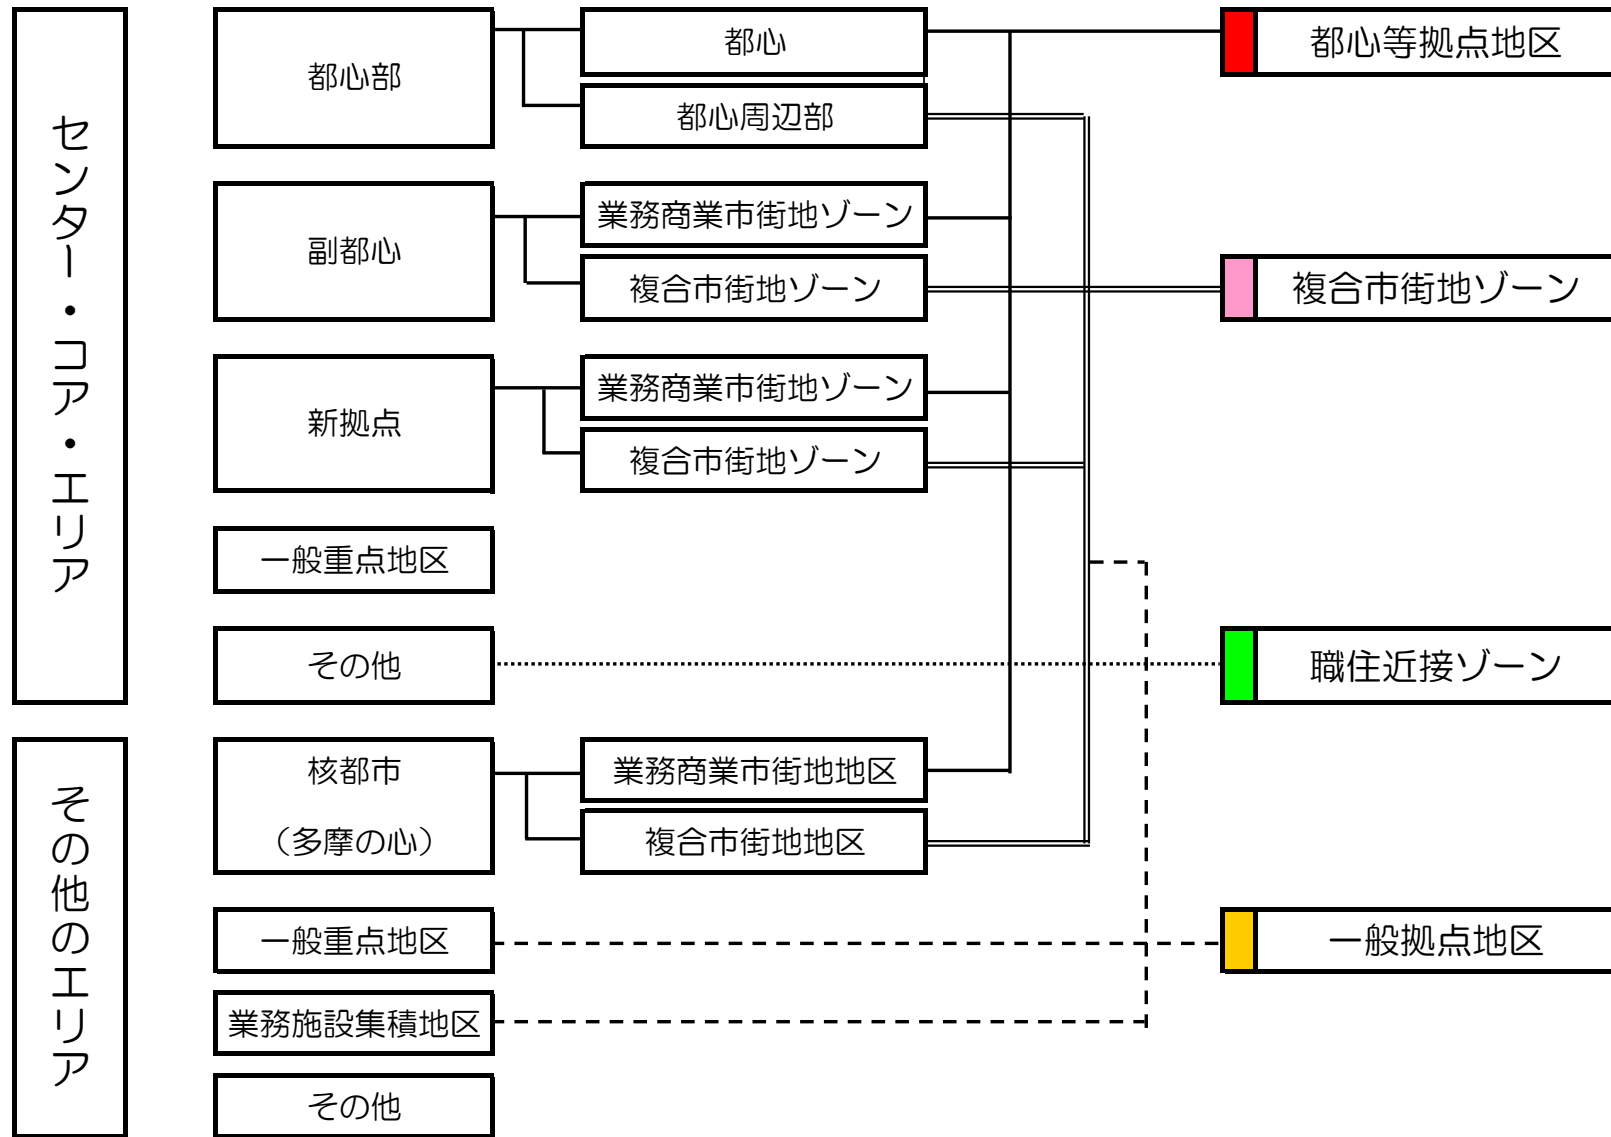 センター・コア・エリア
都心部
都心
都心周辺部
都心等拠点地区
副都心
業務商業市街地ゾーン
複合市街地ゾーン
複合市街地ゾーン
新拠点
業務商業市街地ゾーン
複合市街地ゾーン
一般重点地区
その他
職住近接ゾーン
その他のエリア
核都市
（多摩の心）
業務商業市街地地区
複合市街地地区
一般重点地区
一般拠点地区
業務施設集積地区
その他